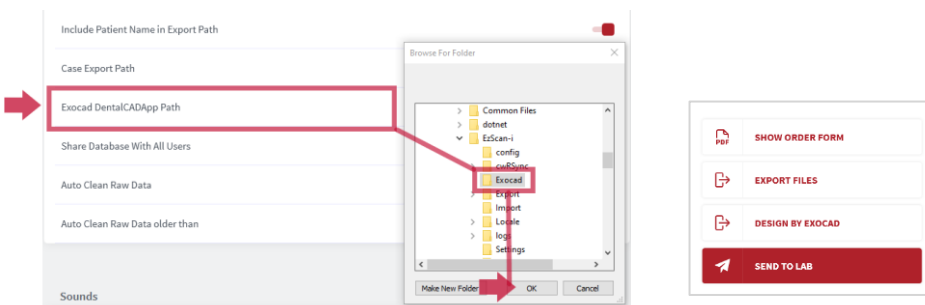 Include Patient Name in Export Path
Case Export Path
Exocad DentalCADApp Path
Share Database With All Users
Auto Clean Raw Data
Auto Clean Raw Data older than
Sounds
Browse For Folder
Common Files
dotnet
EzScan-i
config
cwRSync
Exocad
Export
Import
Locale
logs
Settings
Make New Folder
OK
Cancel
PDF
SHOW ORDER FORM
EXPORT FILES
DESIGN BY EXOCAD
SEND TO LAB